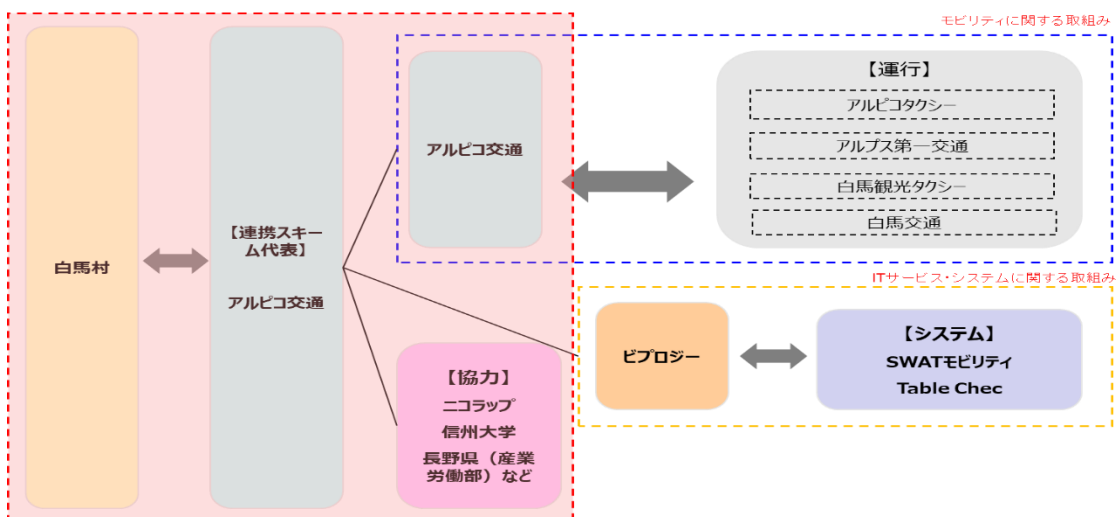 モビリティに関する取組み
白馬村
【連携スキー
ム代表】
アルピコ交通
アルピコ交通
【運行】
アルピコタクシー
アルプス第一交通
白馬観光タクシー
白馬交通
ITサービス・システムに関する取組み
ビプロジー
【システム】
SWATモビリティ
Table Chec
【協力】
ニコラップ
信州大学
長野県（産業
労働部）など